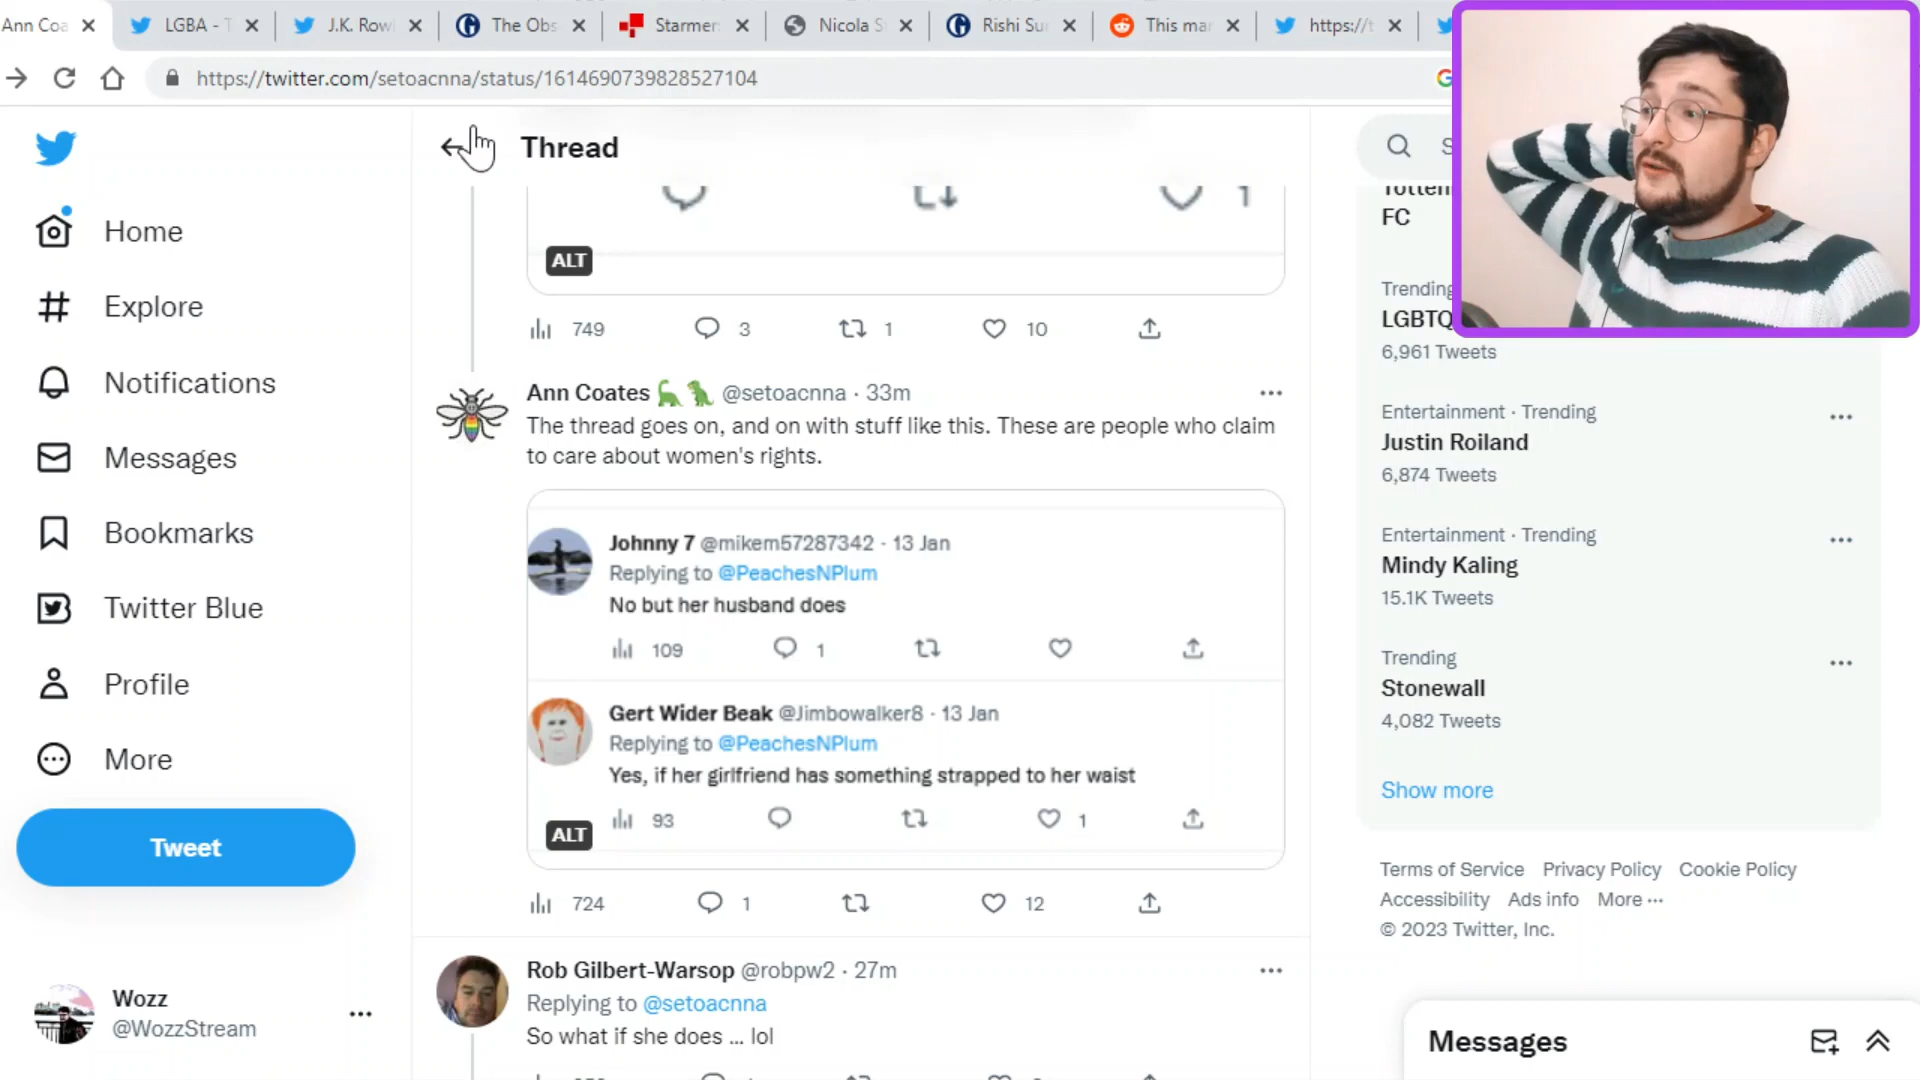 Ann Coa
LGBA - T
J.K. Row
The Obs
Starmer
Nicola S
Rishi Su
This ma
https://t
https://twitter.com/setoacnna/status/1614690739828527104
Thread
Home
Explore
Notifications
Messages
Bookmarks
Twitter Blue
Profile
More
Tweet
Wozz
@WozzStream
1
ALT
749 3 1 10
Ann Coates @setoacnna · 33m
The thread goes on, and on with stuff like this. These are people who claim
to care about women's rights.
Johnny 7 @mikem57287342 · 13 Jan
Replying to @PeachesNPlum
No but her husband does
109 1
Gert Wider Beak @Jimbowalker8 · 13 Jan
Replying to @PeachesNPlum
Yes, if her girlfriend has something strapped to her waist
ALT
93 1
724 1 12
Rob Gilbert-Warsop @robpw2 · 27m
Replying to @setoacnna
So what if she does ... lol
FC
Trending
LGBTQ
6,961 Tweets
Entertainment · Trending
Justin Roiland
6,874 Tweets
Entertainment · Trending
Mindy Kaling
15.1K Tweets
Trending
Stonewall
4,082 Tweets
Show more
Terms of Service Privacy Policy Cookie Policy
Accessibility Ads info More ···
© 2023 Twitter, Inc.
Messages